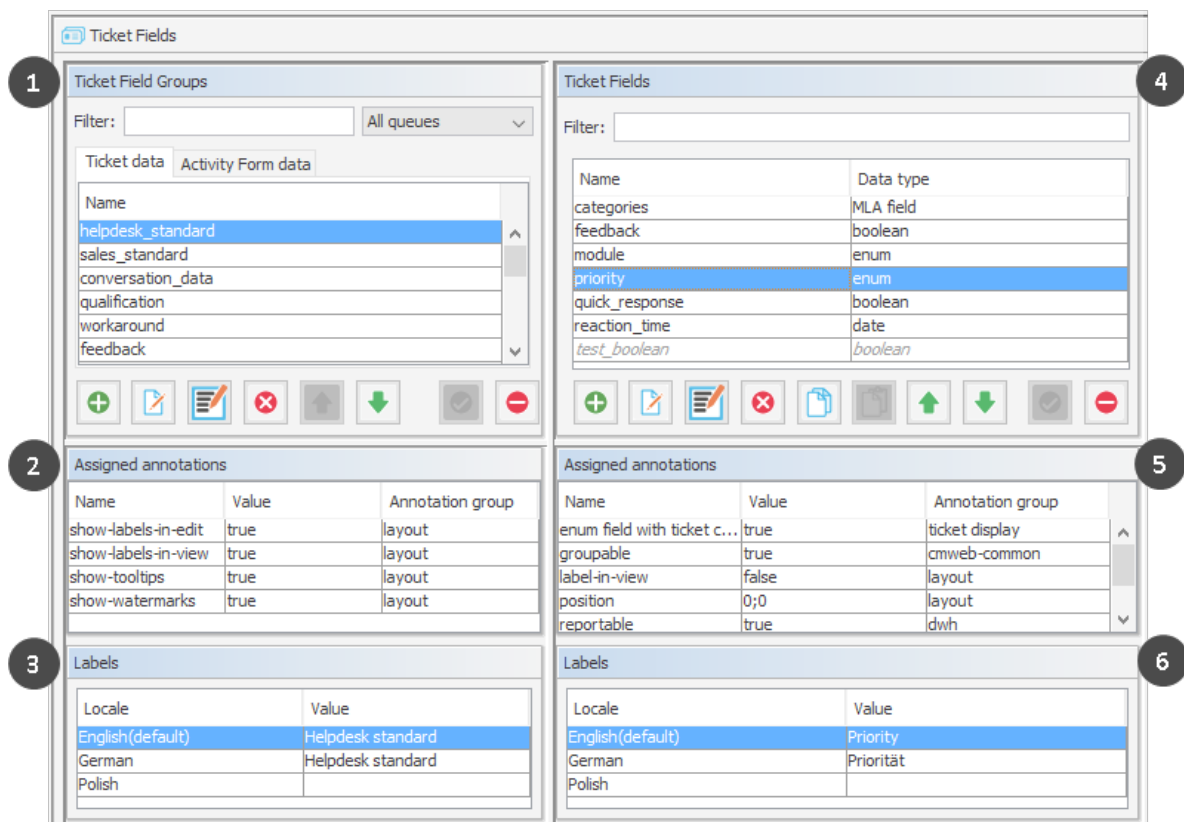 Ticket Fields
1
Ticket Field Groups
Filter:
All queues
Ticket data
Activity Form data
Name
helpdesk_standard
sales_standard
conversation_data
qualification
workaround
feedback
4
Ticket Fields
Filter:
Name Data type
categories MLA field
feedback boolean
module enum
priority enum
quick_response boolean
reaction_time date
test_boolean boolean
2
Assigned annotations
Name Value Annotation group
show-labels-in-edit true layout
show-labels-in-view true layout
show-tooltips true layout
show-watermarks true layout
5
Assigned annotations
Name Value Annotation group
enum field with ticket c... true ticket display
groupable true cmweb-common
label-in-view false layout
position 0;0 layout
reportable true dwh
3
Labels
Locale Value
English(default) Helpdesk standard
German Helpdesk standard
Polish
6
Labels
Locale Value
English(default) Priority
German Priorität
Polish